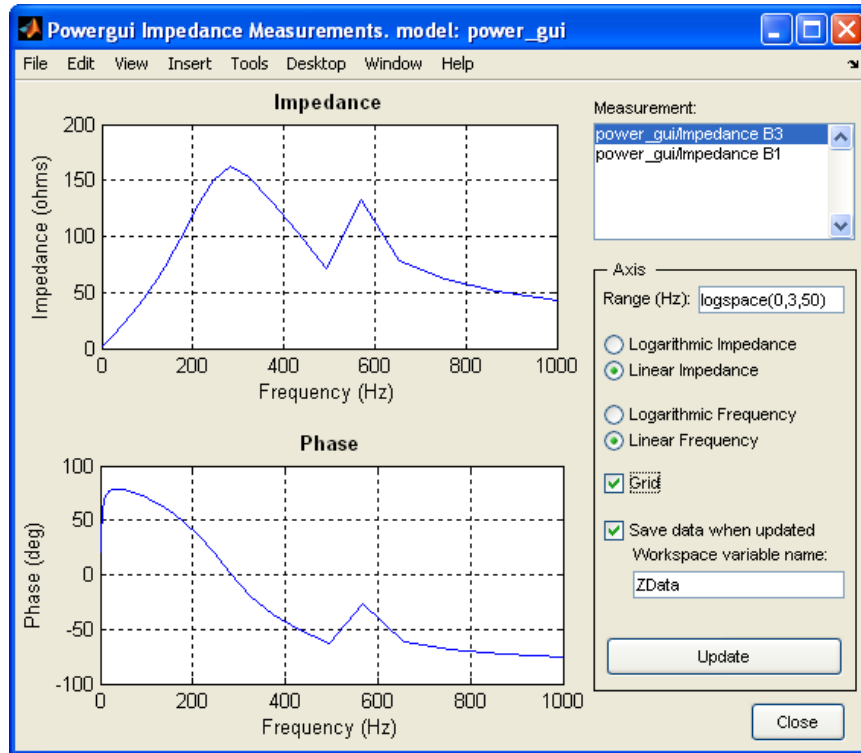 Powergui Impedance Measurements. model: power_gui
File Edit View Insert Tools Desktop Window Help
Impedance
200
150
100
50
0
Impedance (ohms)
0 200 400 600 800 1000
Frequency (Hz)
Phase
100
50
0
-50
-100
Phase (deg)
0 200 400 600 800 1000
Frequency (Hz)
Measurement:
power_gui/Impedance B3
power_gui/Impedance B1
Axis
Range (Hz): logspace(0,3,50)
Logarithmic Impedance
Linear Impedance
Logarithmic Frequency
Linear Frequency
Grid
Save data when updated
Workspace variable name:
ZData
Update
Close